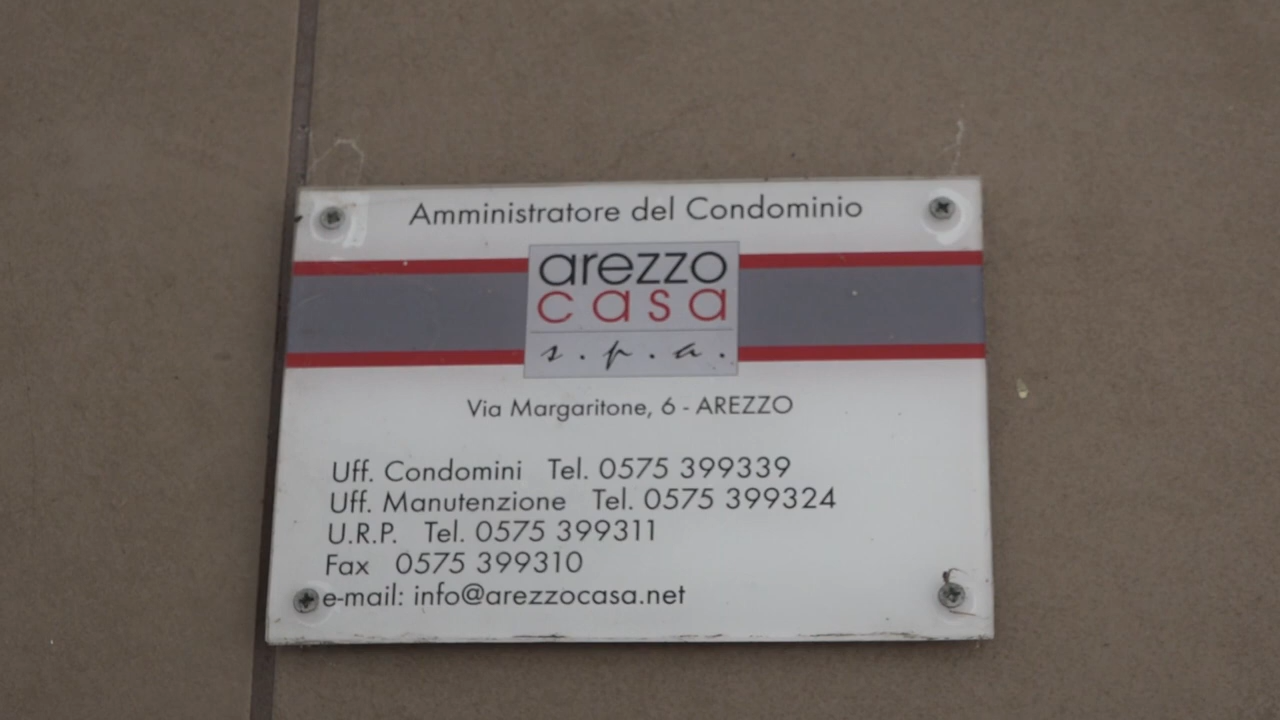 Amministratore del Condominio
arezzo
casa
s.p.a.
Via Margaritone, 6 - AREZZO
Uff. Condomini Tel. 0575 399339
Uff. Manutenzione Tel. 0575 399324
U.R.P. Tel. 0575 399311
Fax 0575 399310
e-mail: info@arezzocasa.net